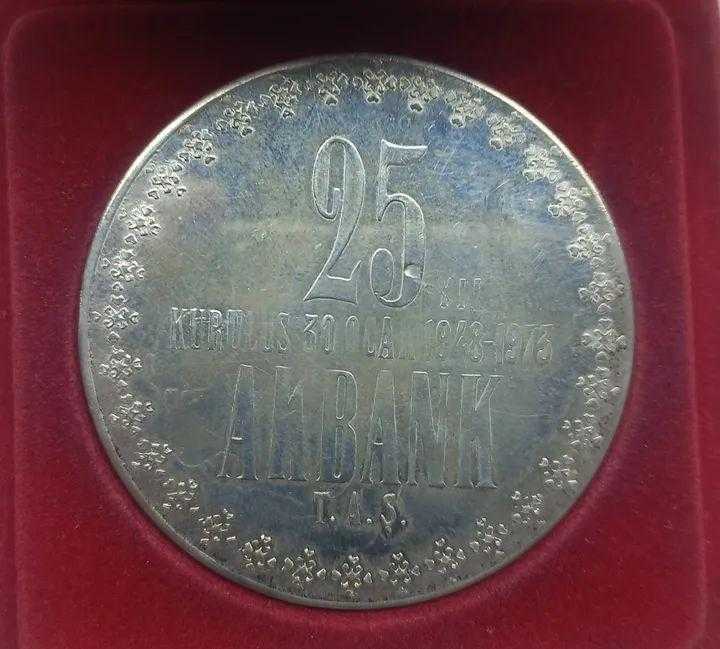 25
YIL
KURULUŞ 30 OCAK 1948-1973
AKBANK
T.A.Ş.